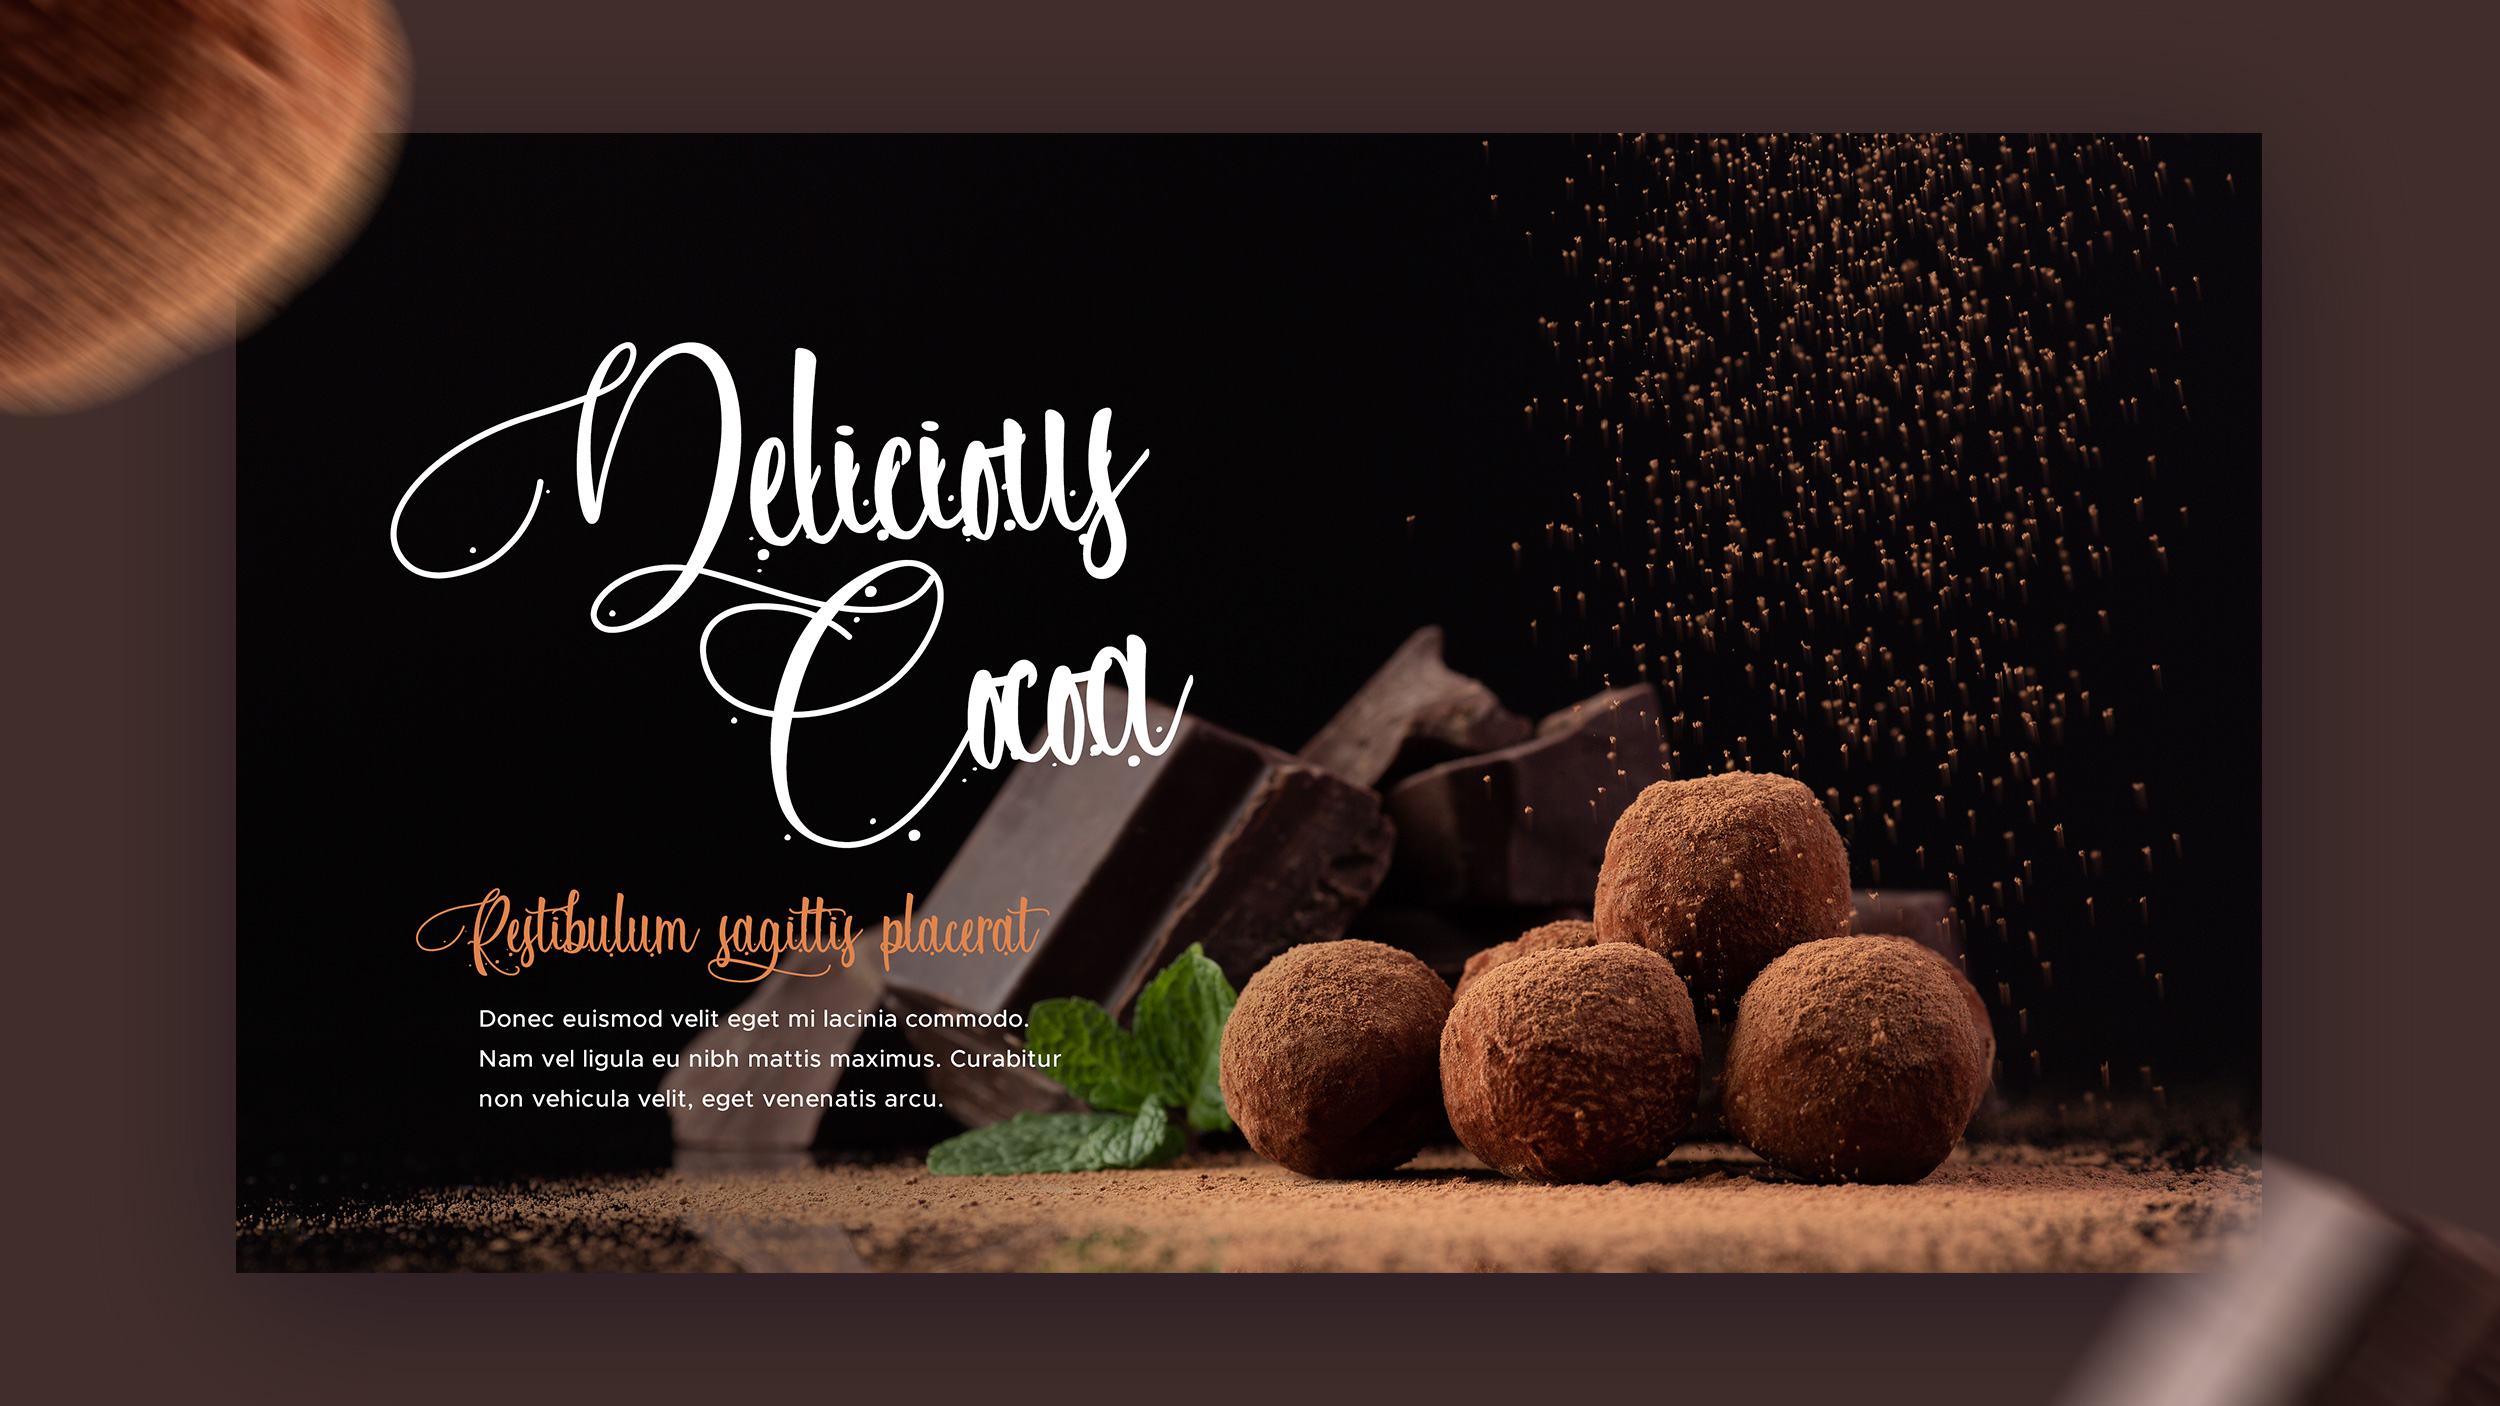 Delicious
Cocoa
Restibulum sagittis placerat
Donec euismod velit eget mi lacinia commodo.
Nam vel ligula eu nibh mattis maximus. Curabitur
non vehicula velit, eget venenatis arcu.